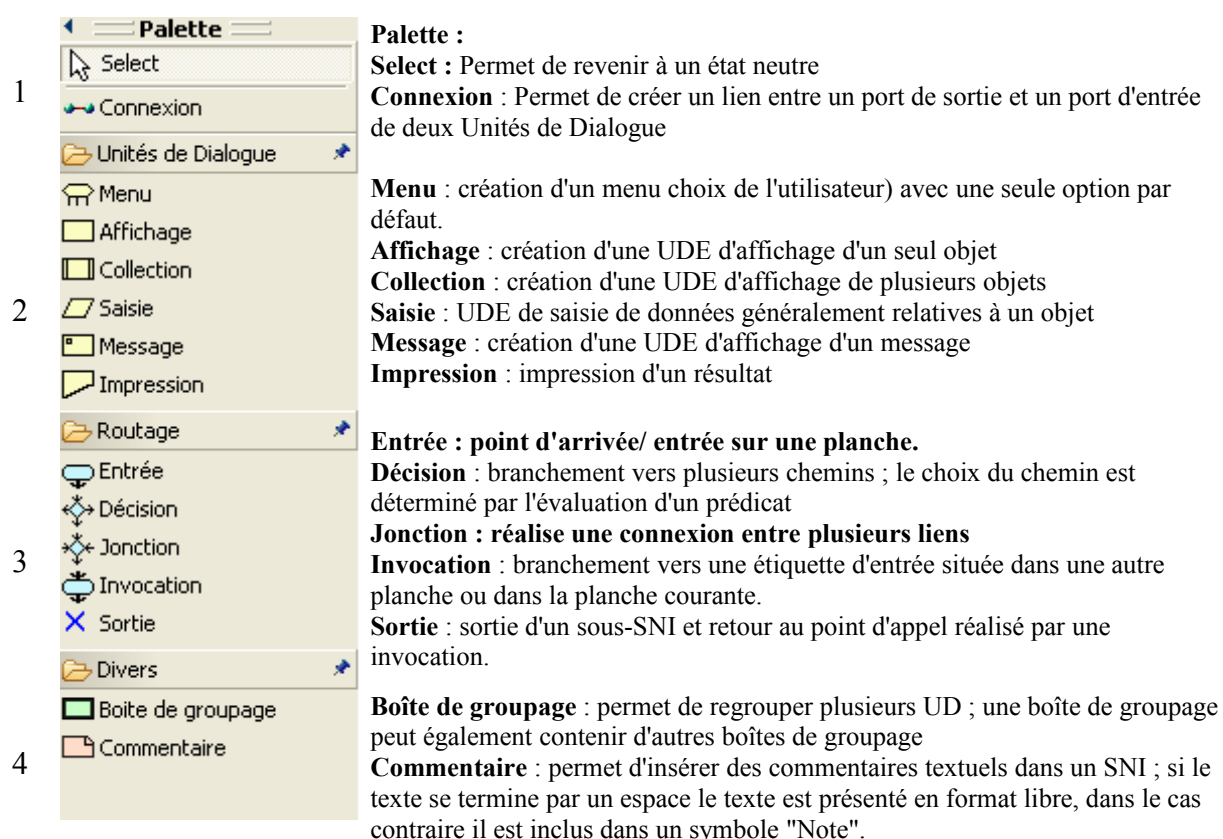 Palette
Select
1
Connexion
Unités de Dialogue
Menu
Affichage
Collection
2
Saisie
Message
Impression
Routage
Entrée
Décision
Jonction
3
Invocation
Sortie
Divers
Boite de groupage
4
Commentaire
Palette :
Select : Permet de revenir à un état neutre
Connexion : Permet de créer un lien entre un port de sortie et un port d'entrée
de deux Unités de Dialogue
Menu : création d'un menu choix de l'utilisateur) avec une seule option par
défaut.
Affichage : création d'une UDE d'affichage d'un seul objet
Collection : création d'une UDE d'affichage de plusieurs objets
Saisie : UDE de saisie de données généralement relatives à un objet
Message : création d'une UDE d'affichage d'un message
Impression : impression d'un résultat
Entrée : point d'arrivée/ entrée sur une planche.
Décision : branchement vers plusieurs chemins ; le choix du chemin est
déterminé par l'évaluation d'un prédicat
Jonction : réalise une connexion entre plusieurs liens
Invocation : branchement vers une étiquette d'entrée située dans une autre
planche ou dans la planche courante.
Sortie : sortie d'un sous-SNI et retour au point d'appel réalisé par une
invocation.
Boîte de groupage : permet de regrouper plusieurs UD ; une boîte de groupage
peut également contenir d'autres boîtes de groupage
Commentaire : permet d'insérer des commentaires textuels dans un SNI ; si le
texte se termine par un espace le texte est présenté en format libre, dans le cas
contraire il est inclus dans un symbole "Note".